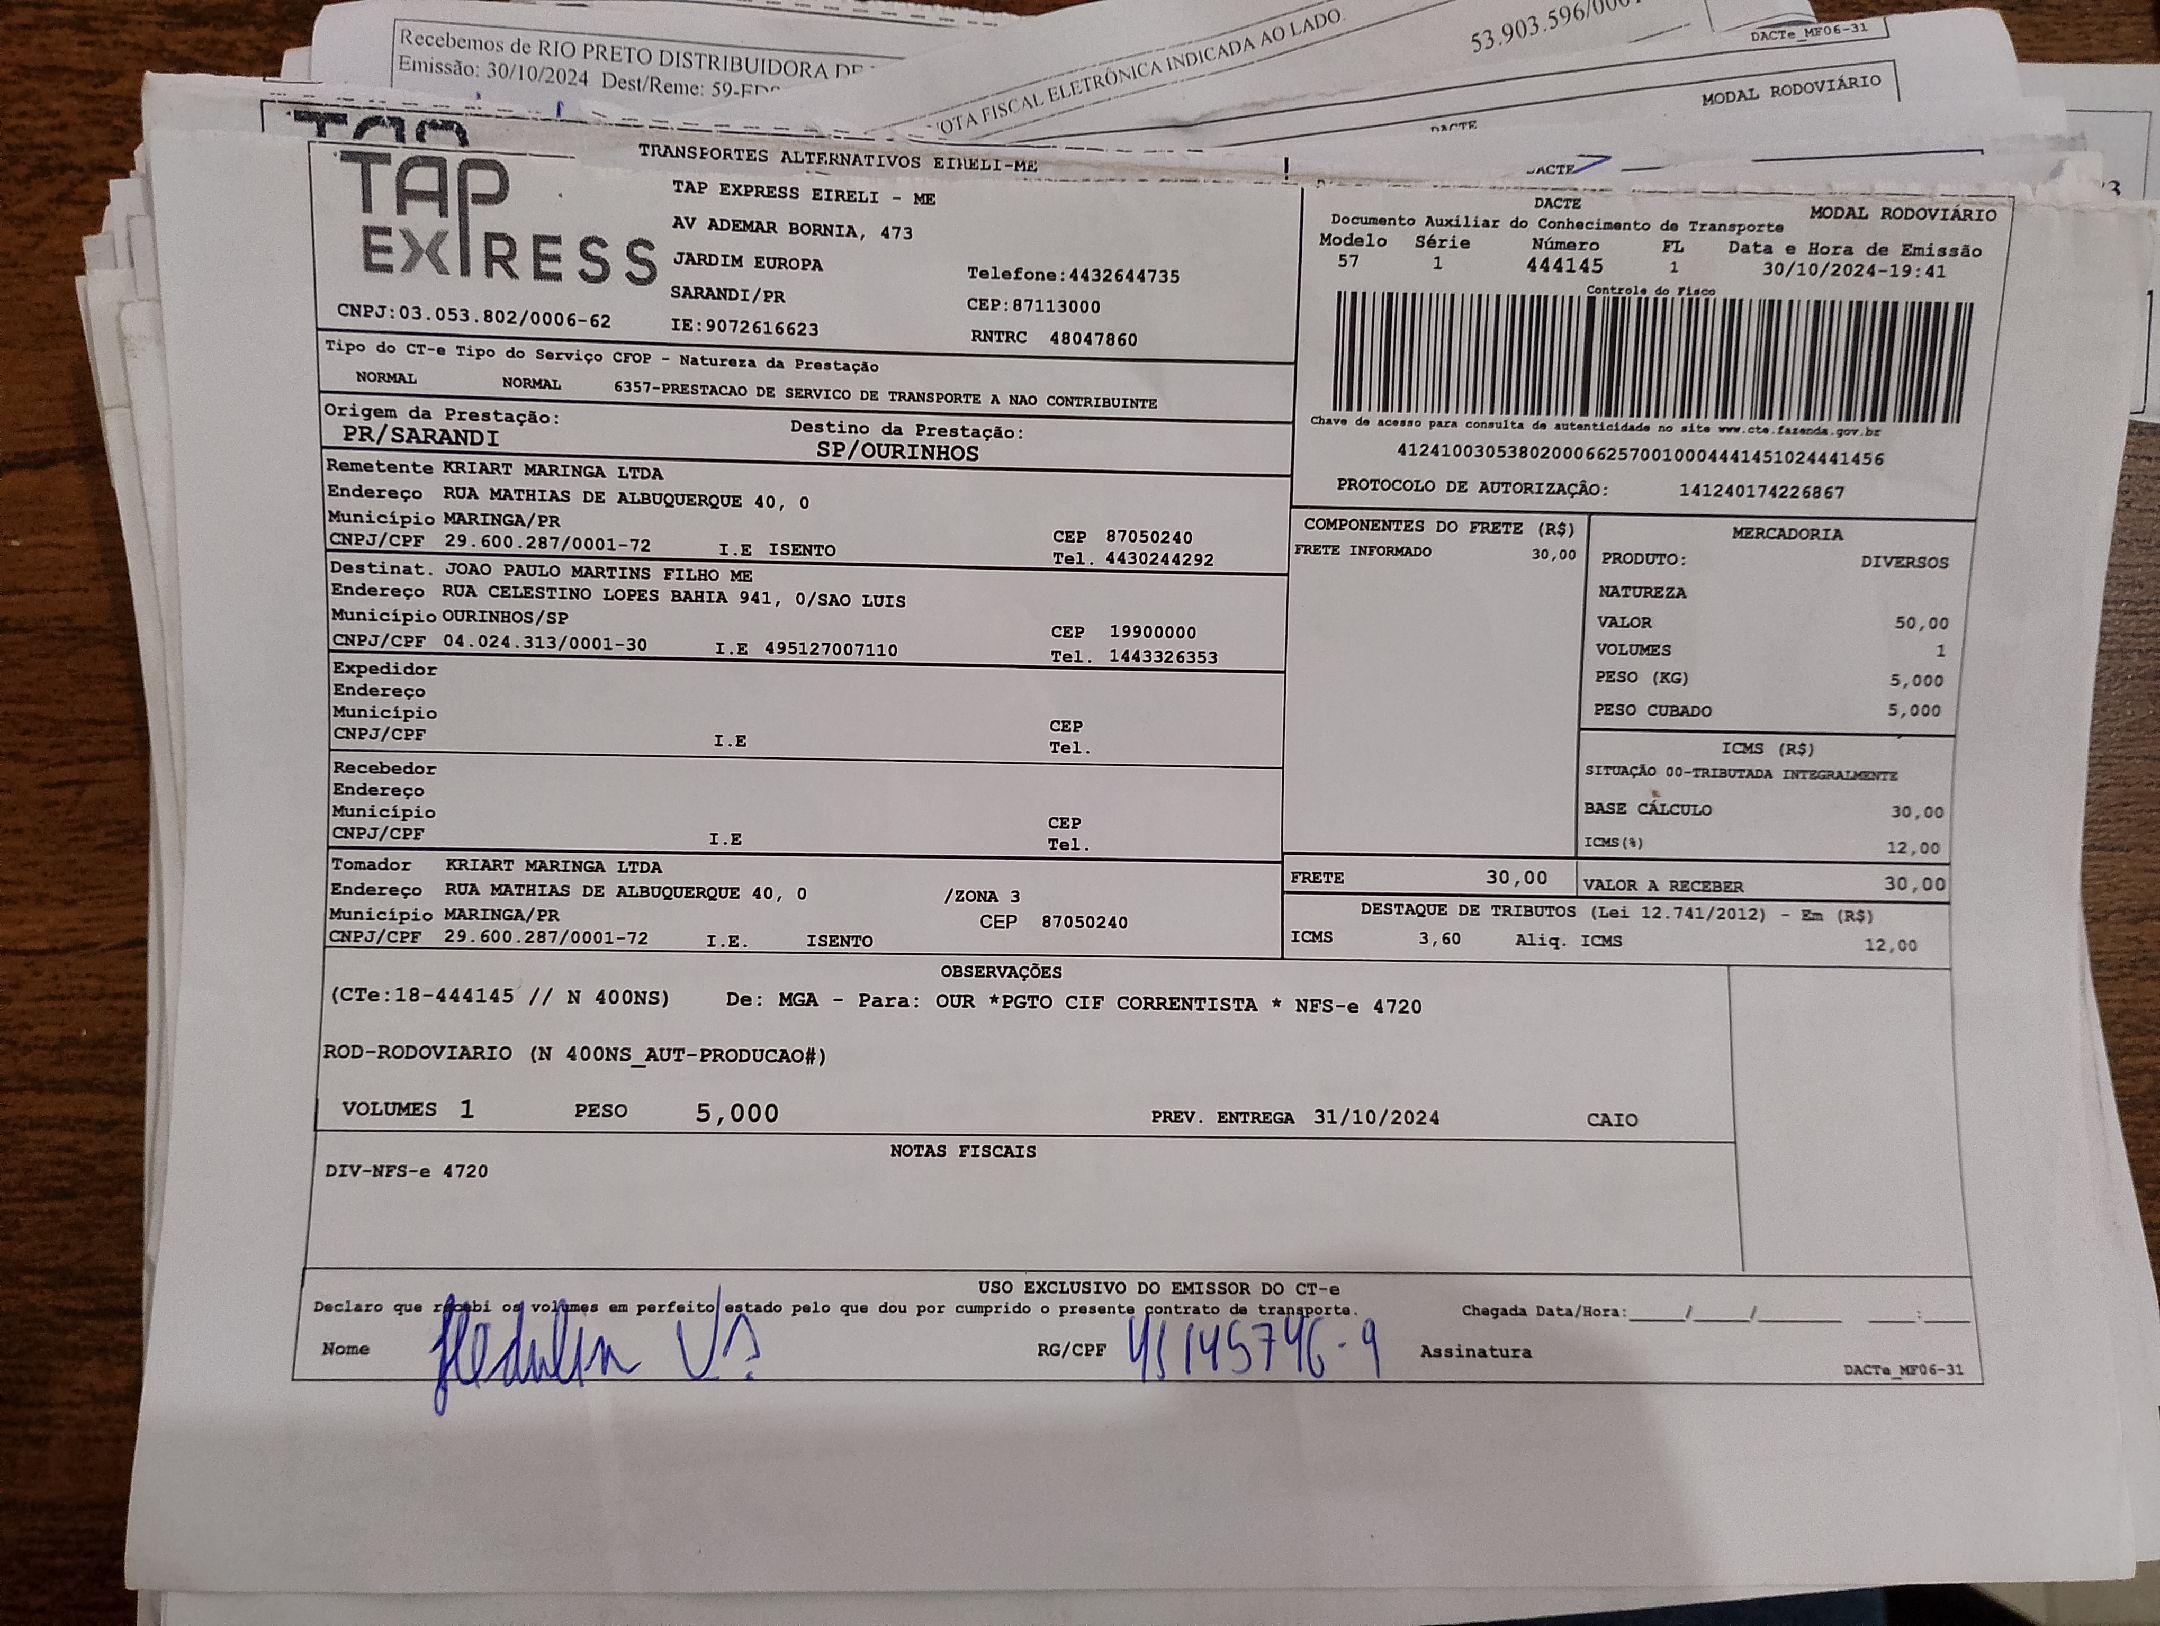 Recebemos de RIO PRETO DISTRIBUIDORA DE
Emissão: 30/10/2024 Dest/Reme: 59-
OTA FISCAL ELETRÔNICA INDICADA AO LADO.
53.903.596/000
DACTe_MF06-31
MODAL RODOVIÁRIO
DACTE
DACTE
TAP
TRANSPORTES ALTERNATIVOS EIRELI-ME
TAP EXPRESS
TAP EXPRESS EIRELI - ME
AV ADEMAR BORNIA, 473
JARDIM EUROPA
Telefone:4432644735
SARANDI/PR
CEP:87113000
CNPJ:03.053.802/0006-62
IE:9072616623
RNTRC 48047860
DACTE
MODAL RODOVIÁRIO
Documento Auxiliar do Conhecimento de Transporte
Modelo Série Número FL Data e Hora de Emissão
57 1 444145 1 30/10/2024-19:41
Controle do Fisco
Chave de acesso para consulta de autenticidade no site www.cte.fazenda.gov.br
41241003053802000662570010004441451024441456
PROTOCOLO DE AUTORIZAÇÃO: 141240174226867
Tipo do CT-e Tipo do Serviço CFOP - Natureza da Prestação
NORMAL NORMAL 6357-PRESTACAO DE SERVICO DE TRANSPORTE A NAO CONTRIBUINTE
Origem da Prestação: Destino da Prestação:
PR/SARANDI SP/OURINHOS
Remetente KRIART MARINGA LTDA
Endereço RUA MATHIAS DE ALBUQUERQUE 40, 0
Município MARINGA/PR CEP 87050240
CNPJ/CPF 29.600.287/0001-72 I.E ISENTO Tel. 4430244292
Destinat. JOAO PAULO MARTINS FILHO ME
Endereço RUA CELESTINO LOPES BAHIA 941, 0/SAO LUIS
Município OURINHOS/SP CEP 19900000
CNPJ/CPF 04.024.313/0001-30 I.E 495127007110 Tel. 1443326353
Expedidor
Endereço
Município CEP
CNPJ/CPF I.E Tel.
Recebedor
Endereço
Município CEP
CNPJ/CPF I.E Tel.
Tomador KRIART MARINGA LTDA
Endereço RUA MATHIAS DE ALBUQUERQUE 40, 0 /ZONA 3
Município MARINGA/PR CEP 87050240
CNPJ/CPF 29.600.287/0001-72 I.E. ISENTO
COMPONENTES DO FRETE (R$)
FRETE INFORMADO 30,00
MERCADORIA
PRODUTO: DIVERSOS
NATUREZA
VALOR 50,00
VOLUMES 1
PESO (KG) 5,000
PESO CUBADO 5,000
ICMS (R$)
SITUAÇÃO 00-TRIBUTADA INTEGRALMENTE
BASE CÁLCULO 30,00
ICMS(%) 12,00
FRETE 30,00 VALOR A RECEBER 30,00
DESTAQUE DE TRIBUTOS (Lei 12.741/2012) - Em (R$)
ICMS 3,60 Aliq. ICMS 12,00
OBSERVAÇÕES
(CTe:18-444145 // N 400NS) De: MGA - Para: OUR *PGTO CIF CORRENTISTA * NFS-e 4720
ROD-RODOVIARIO (N 400NS_AUT-PRODUCAO#)
VOLUMES 1 PESO 5,000 PREV. ENTREGA 31/10/2024 CAIO
NOTAS FISCAIS
DIV-NFS-e 4720
USO EXCLUSIVO DO EMISSOR DO CT-e
Declaro que recebi os volumes em perfeito estado pelo que dou por cumprido o presente contrato de transporte. Chegada Data/Hora:____/____/______ ___:___
Nome RG/CPF 41145746-9 Assinatura
DACTe_MF06-31